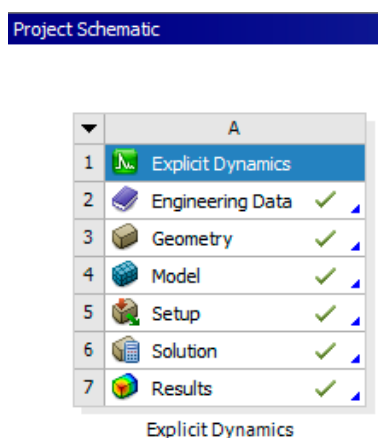 Project Schematic
A
1 Explicit Dynamics
2 Engineering Data
3 Geometry
4 Model
5 Setup
6 Solution
7 Results
Explicit Dynamics